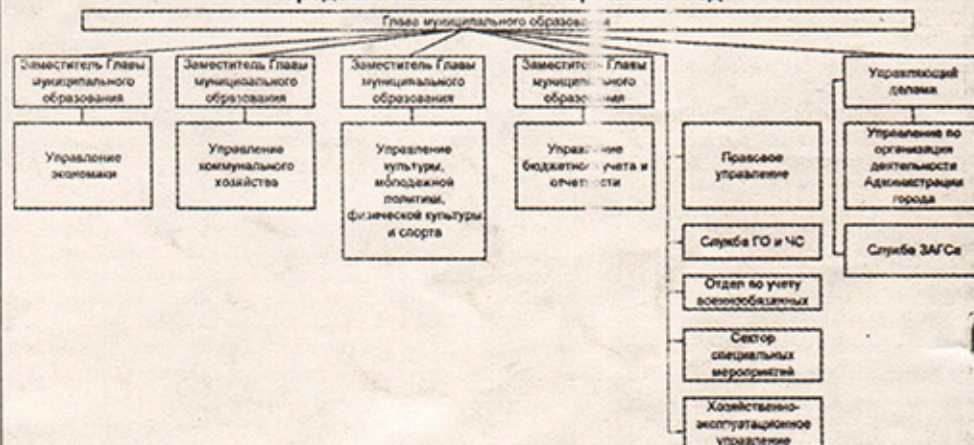 Глава муниципального образования
Заместитель Главы
муниципального
образования
Заместитель Главы
муниципального
образования
Заместитель Главы
муниципального
образования
Заместитель Главы
муниципального
образования
Управляющий
делами
Управление
экономики
Управление
коммунального
хозяйства
Управление
культуры,
молодежной
политики,
физической культуры
и спорта
Управление
бюджетного учета и
отчетности
Правовое
управление
Управление по
организации
деятельности
Администрации
города
Служба ГО и ЧС
Служба ЗАГСа
Отдел по учету
военнообязанных
Сектор
специальных
мероприятий
Хозяйственно-
эксплуатационное
управление